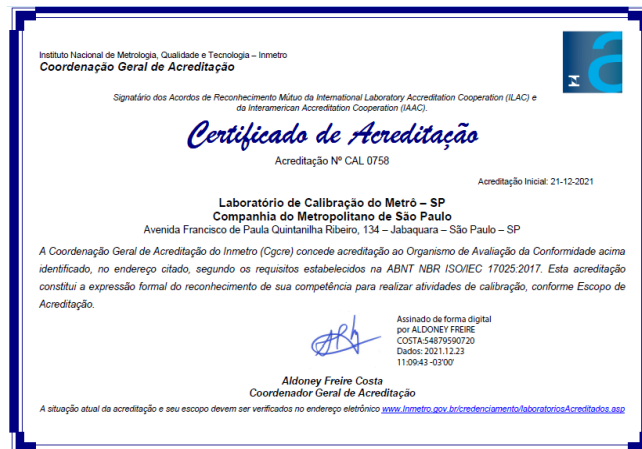 Instituto Nacional de Metrologia, Qualidade e Tecnologia – Inmetro
Coordenação Geral de Acreditação
Signatário dos Acordos de Reconhecimento Mútuo da International Laboratory Accreditation Cooperation (ILAC) e
da Interamerican Accreditation Cooperation (IAAC).
Certificado de Acreditação
Acreditação Nº CAL 0758
Acreditação Inicial: 21-12-2021
Laboratório de Calibração do Metrô – SP
Companhia do Metropolitano de São Paulo
Avenida Francisco de Paula Quintanilha Ribeiro, 134 – Jabaquara – São Paulo – SP
A Coordenação Geral de Acreditação do Inmetro (Cgcre) concede acreditação ao Organismo de Avaliação da Conformidade acima
identificado, no endereço citado, segundo os requisitos estabelecidos na ABNT NBR ISO/IEC 17025:2017. Esta acreditação
constitui a expressão formal do reconhecimento de sua competência para realizar atividades de calibração, conforme Escopo de
Acreditação.
Assinado de forma digital
por ALDONEY FREIRE
COSTA:54879590720
Dados: 2021.12.23
11:09:43 -03'00'
Aldoney Freire Costa
Coordenador Geral de Acreditação
A situação atual da acreditação e seu escopo devem ser verificados no endereço eletrônico www.Inmetro.gov.br/credenciamento/laboratoriosAcreditados.asp